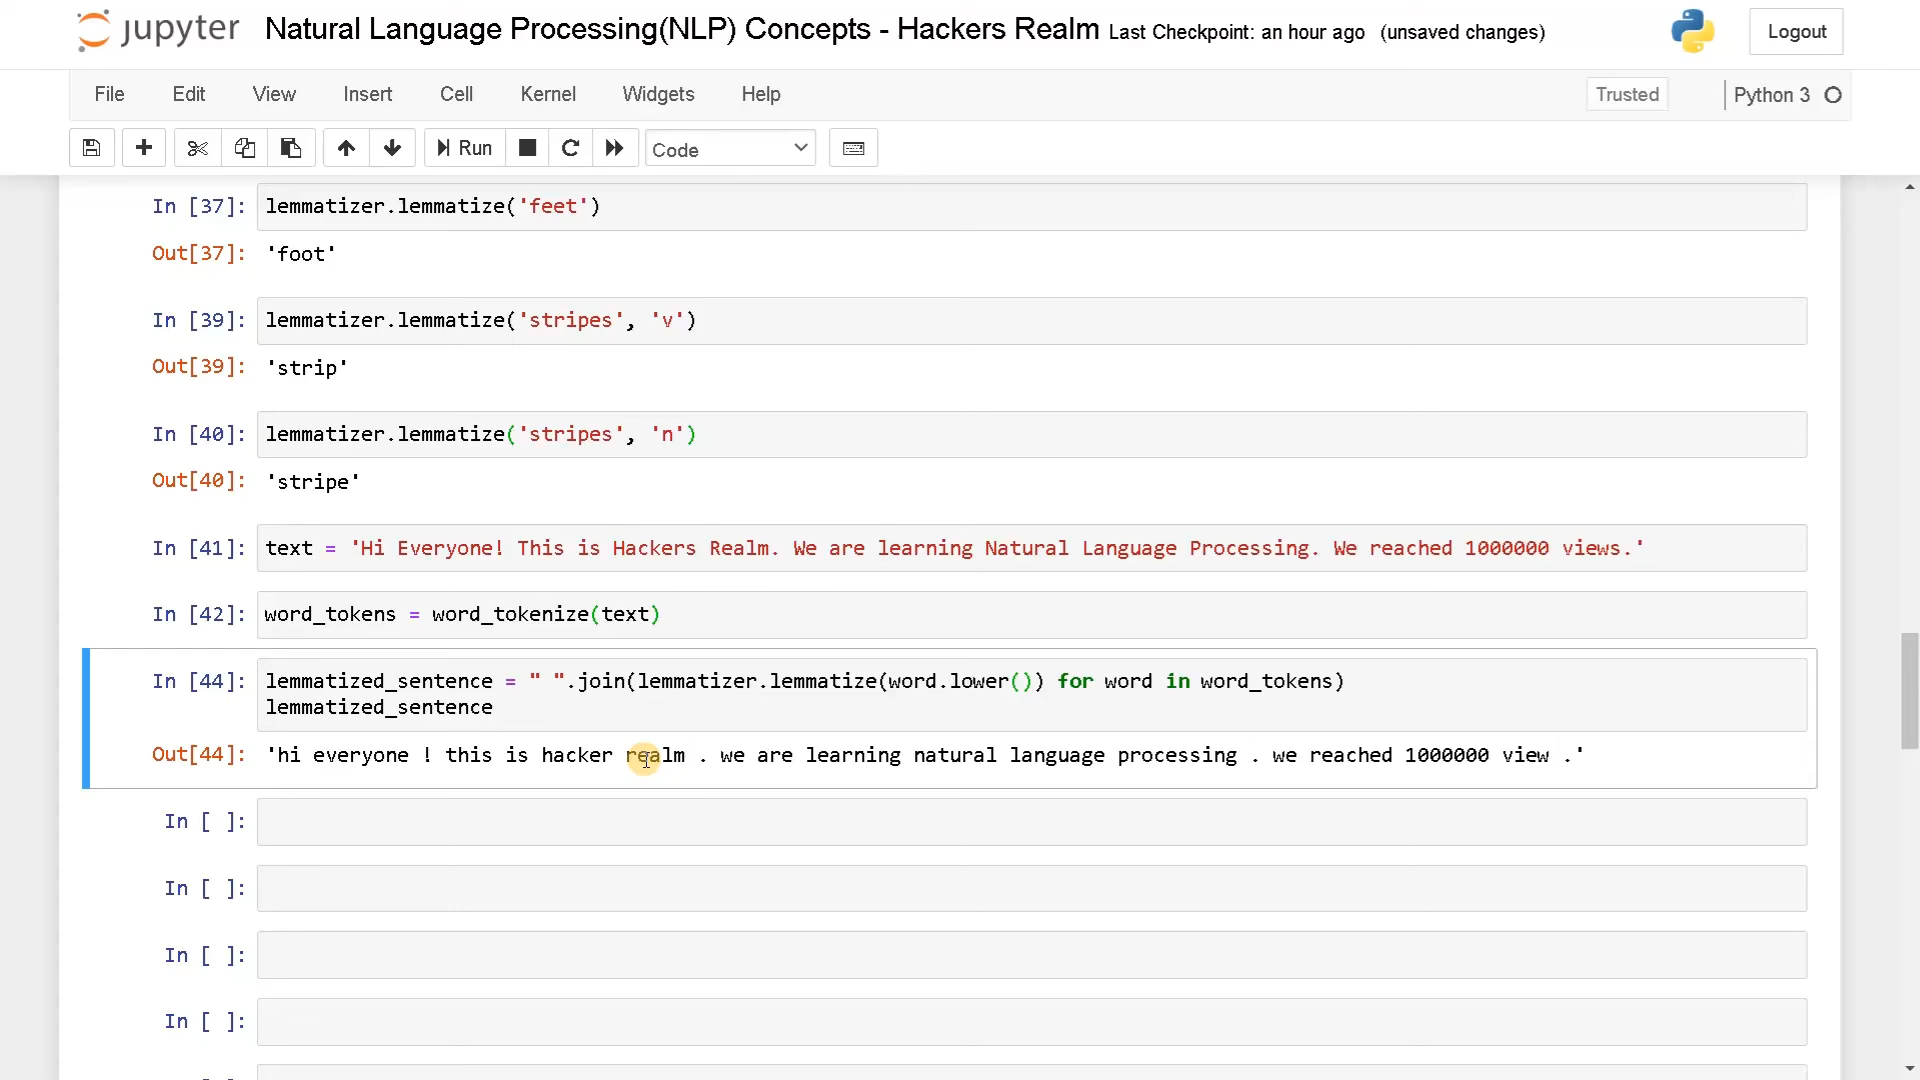 jupyter Natural Language Processing(NLP) Concepts - Hackers Realm Last Checkpoint: an hour ago (unsaved changes) Logout
File Edit View Insert Cell Kernel Widgets Help Trusted Python 3
Run Code
In [37]: lemmatizer.lemmatize('feet')
Out[37]: 'foot'
In [39]: lemmatizer.lemmatize('stripes', 'v')
Out[39]: 'strip'
In [40]: lemmatizer.lemmatize('stripes', 'n')
Out[40]: 'stripe'
In [41]: text = 'Hi Everyone! This is Hackers Realm. We are learning Natural Language Processing. We reached 1000000 views.'
In [42]: word_tokens = word_tokenize(text)
In [44]: lemmatized_sentence = " ".join(lemmatizer.lemmatize(word.lower()) for word in word_tokens)
lemmatized_sentence
Out[44]: 'hi everyone ! this is hacker realm . we are learning natural language processing . we reached 1000000 view .'
In [ ]:
In [ ]:
In [ ]:
In [ ]: